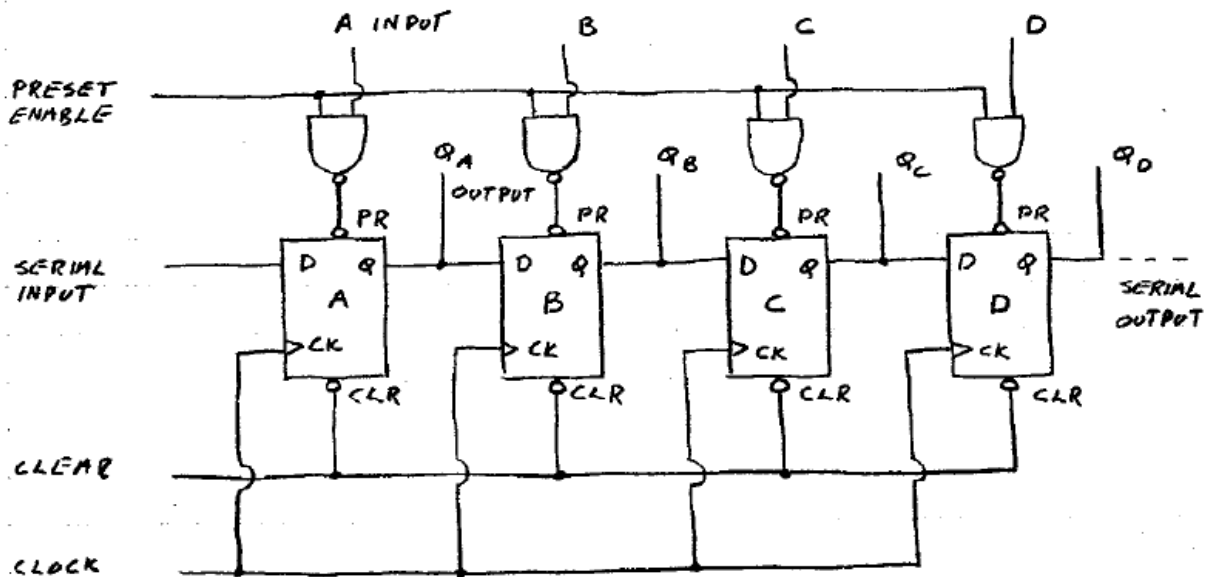 A INPUT B C D
PRESET
ENABLE
QA
OUTPUT
QB
QC
QD
PR PR PR PR
SERIAL
INPUT
D Q D Q D Q D Q
A B C D
SERIAL
OUTPUT
CK CK CK CK
CLR CLR CLR CLR
CLEAR
CLOCK